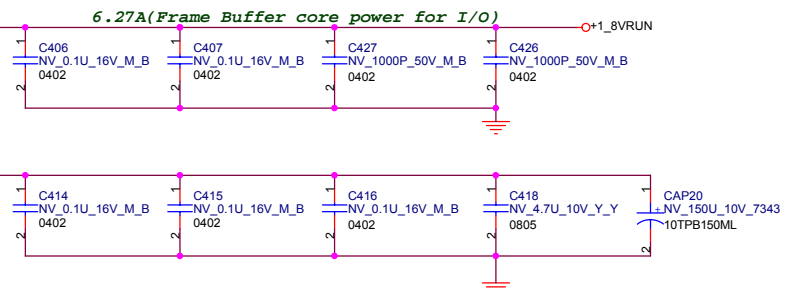 6.27A(Frame Buffer core power for I/O)
+1_8VRUN
1 C406
NV_0.1U_16V_M_B
0402
2
1 C407
NV_0.1U_16V_M_B
0402
2
1 C427
NV_1000P_50V_M_B
0402
2
1 C426
NV_1000P_50V_M_B
0402
2
1 C414
NV_0.1U_16V_M_B
0402
2
1 C415
NV_0.1U_16V_M_B
0402
2
1 C416
NV_0.1U_16V_M_B
0402
2
1 C418
NV_4.7U_10V_Y_Y
0805
2
1 CAP20
+ NV_150U_10V_7343
10TPB150ML
2